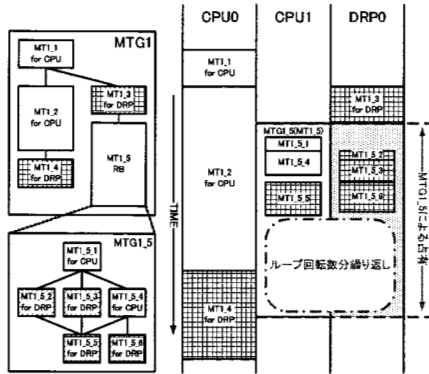 MTG1
MT1_1
for CPU
MT1_3
for DRP
MT1_2
for CPU
MT1_5
RB
MT1_4
for DRP
MTG1_5
MT1_5_1
for CPU
MT1_5_2
for DRP
MT1_5_3
for DRP
MT1_5_4
for CPU
MT1_5_5
for DRP
MT1_5_6
for DRP
TIME
CPU0
CPU1
DRP0
MT1_1
for CPU
MT1_3
for DRP
MTG1_5(MT1_5)
MT1_5_1
MT1_5_4
MT1_5_2
MT1_5_3
MT1_2
for CPU
MT1_5_5
MT1_5_6
ループ回転数分繰り返し
MT1_4
for DRP
MTG1_5による占有